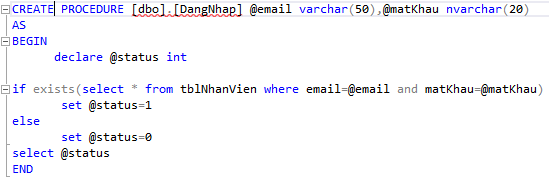 CREATE PROCEDURE [dbo].[DangNhap] @email varchar(50),@matKhau nvarchar(20)
AS
BEGIN
declare @status int
if exists(select * from tblNhanVien where email=@email and matKhau=@matKhau)
set @status=1
else
set @status=0
select @status
END